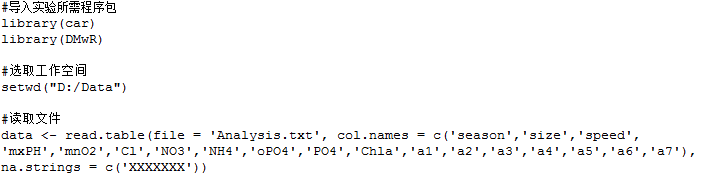 #导入实验所需程序包
library(car)
library(DMwR)
#选取工作空间
setwd("D:/Data")
#读取文件
data <- read.table(file = 'Analysis.txt', col.names = c('season','size','speed',
'mxPH','mnO2','Cl','NO3','NH4','oPO4','PO4','Chla','a1','a2','a3','a4','a5','a6','a7'),
na.strings = c('XXXXXXX'))